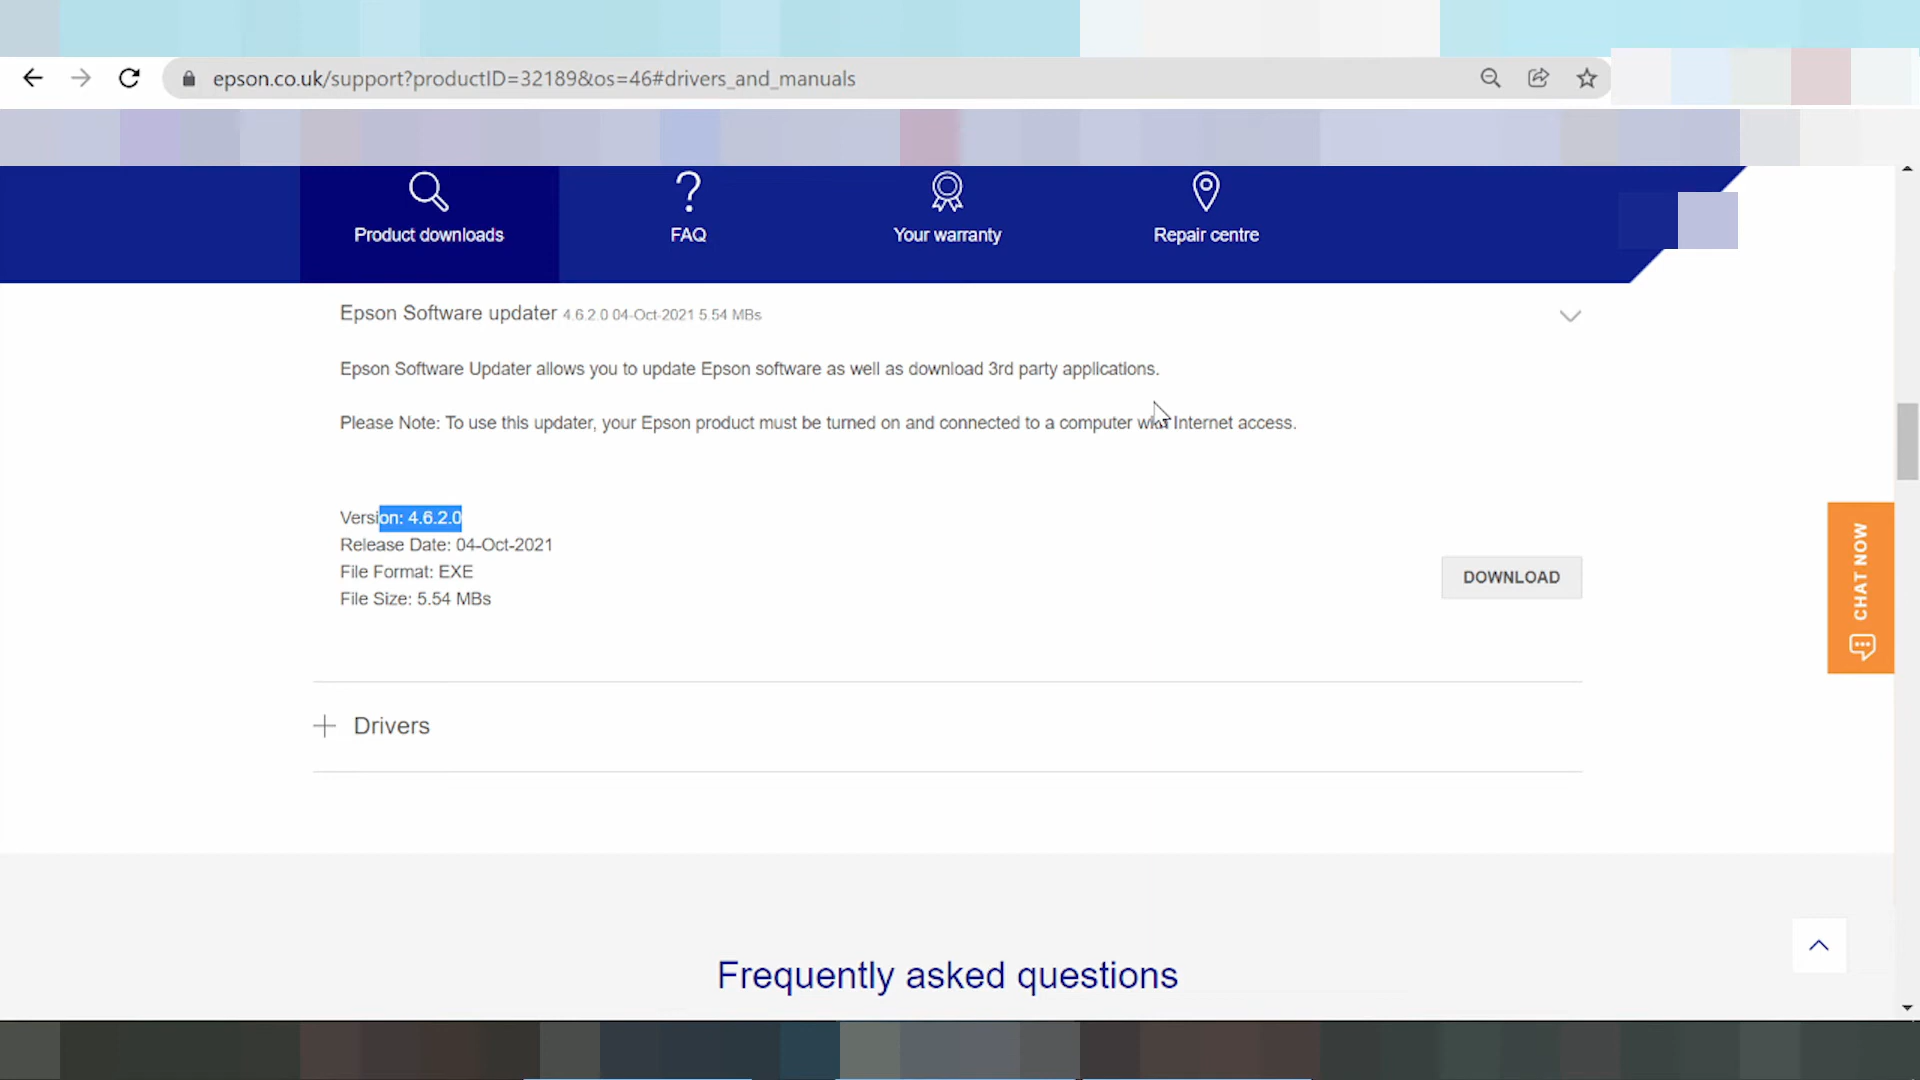 epson.co.uk/support?productID=32189&os=46#drivers_and_manuals
Product downloads
FAQ
Your warranty
Repair centre
Epson Software updater 4.6.2.0 04-Oct-2021 5.54 MBs
Epson Software Updater allows you to update Epson software as well as download 3rd party applications.
Please Note: To use this updater, your Epson product must be turned on and connected to a computer with Internet access.
Version: 4.6.2.0
Release Date: 04-Oct-2021
File Format: EXE
File Size: 5.54 MBs
DOWNLOAD
CHAT NOW
Drivers
Frequently asked questions